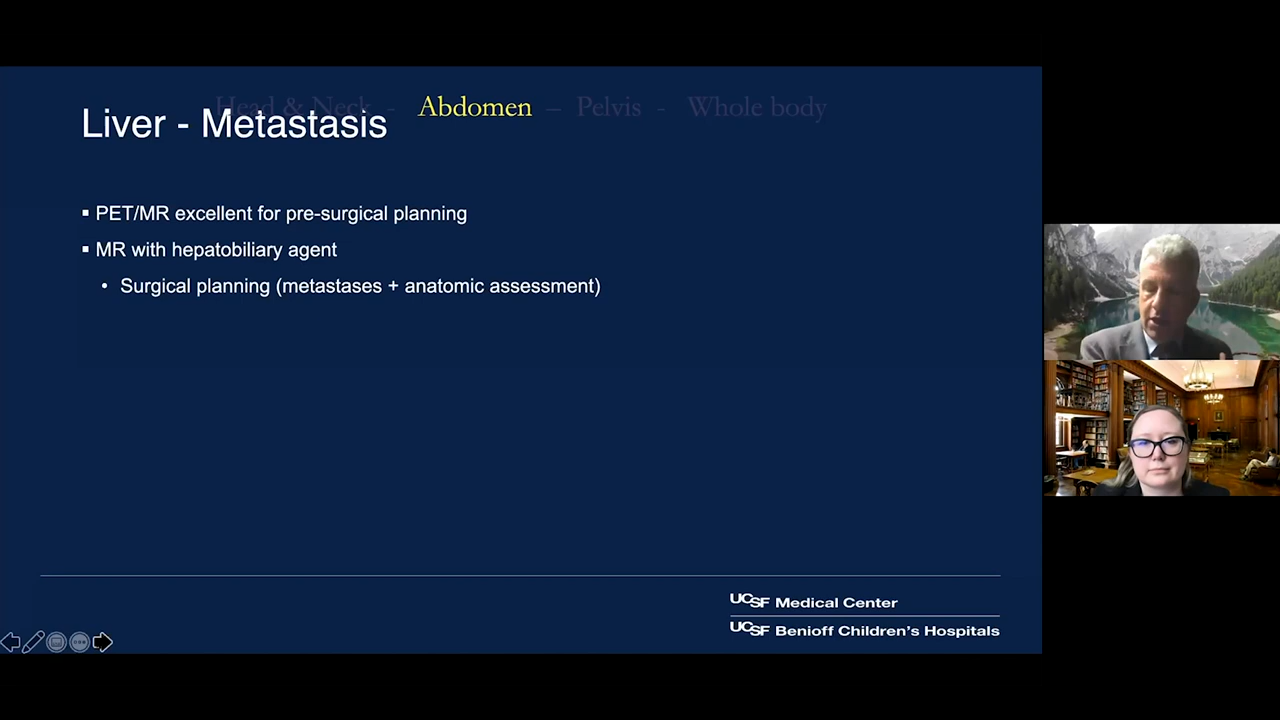 Head & Neck - Abdomen – Pelvis - Whole body
Liver - Metastasis
▪ PET/MR excellent for pre-surgical planning
▪ MR with hepatobiliary agent
• Surgical planning (metastases + anatomic assessment)
UCSF Medical Center
UCSF Benioff Children's Hospitals